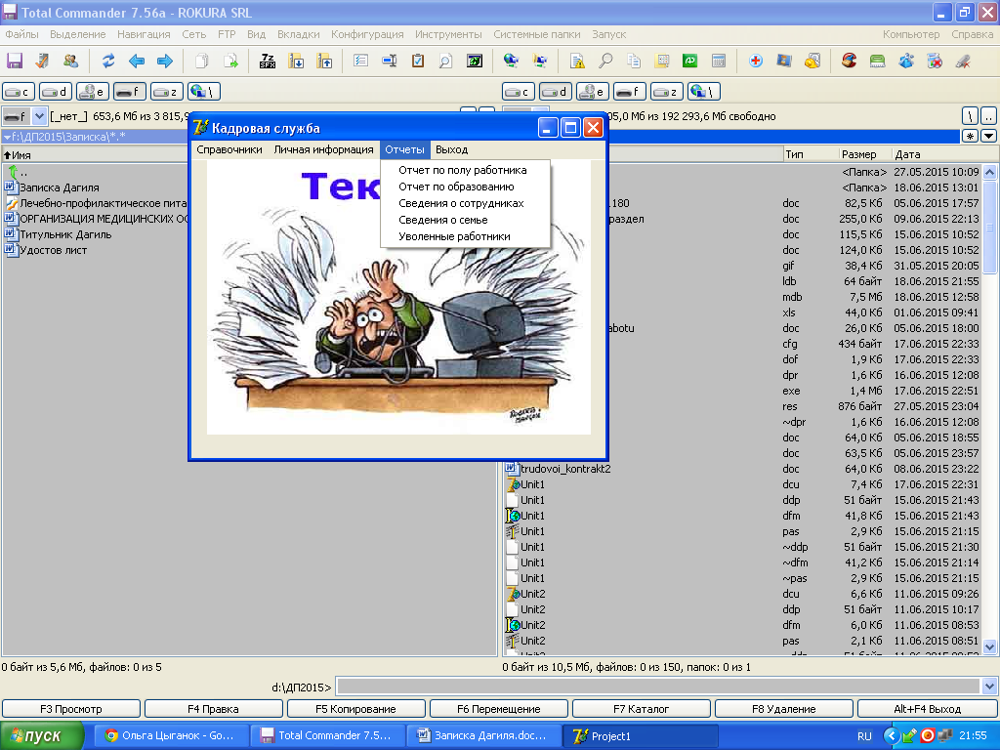 Total Commander 7.56a - ROKURA SRL
Файлы Выделение Навигация Сеть FTP Вид Вкладки Конфигурация Инструменты Системные папки Запуск Компьютер Справка
c d e f z \
c d e f z \
f [_нет_] 653,6 Мб из 3 815,9
05,0 Мб из 192 293,6 Мб свободно \ ..
f:\ДП2015\Записка\*.*
* 
Имя
Тип Размер Дата
..
Записка Дагиля
Лечебно-профилактическое пита
ОРГАНИЗАЦИЯ МЕДИЦИНСКИХ ОС
Титульник Дагиль
Удостов лист
Кадровая служба
Справочники Личная информация Отчеты Выход
Отчет по полу работника
Отчет по образованию
Сведения о сотрудниках
Сведения о семье
Уволенные работники
Тек
<Папка> 27.05.2015 10:09
<Папка> 18.06.2015 13:01
.180 doc 82,5 Кб 05.06.2015 17:57
раздел doc 255,0 Кб 09.06.2015 22:13
doc 115,5 Кб 15.06.2015 10:52
doc 124,0 Кб 15.06.2015 10:52
gif 38,4 Кб 31.05.2015 20:05
ldb 64 байт 18.06.2015 21:55
mdb 7,5 Мб 18.06.2015 12:58
xls 44,0 Кб 01.06.2015 09:41
abotu doc 26,0 Кб 05.06.2015 18:00
cfg 434 байт 17.06.2015 22:33
dof 1,9 Кб 17.06.2015 22:33
dpr 1,6 Кб 16.06.2015 12:08
exe 1,4 Мб 17.06.2015 22:51
res 876 байт 27.05.2015 23:04
~dpr 1,6 Кб 16.06.2015 12:08
doc 64,0 Кб 05.06.2015 18:55
doc 63,5 Кб 05.06.2015 23:57
trudovoi_kontrakt2 doc 64,0 Кб 08.06.2015 23:22
Unit1 dcu 7,4 Кб 17.06.2015 22:31
Unit1 ddp 51 байт 15.06.2015 21:43
Unit1 dfm 41,8 Кб 15.06.2015 21:43
Unit1 pas 2,9 Кб 15.06.2015 21:15
Unit1 ~ddp 51 байт 15.06.2015 21:30
Unit1 ~dfm 41,2 Кб 15.06.2015 21:14
Unit1 ~pas 2,9 Кб 15.06.2015 21:15
Unit2 dcu 6,6 Кб 11.06.2015 09:26
Unit2 ddp 51 байт 11.06.2015 10:17
Unit2 dfm 6,0 Кб 11.06.2015 08:53
Unit2 pas 2,1 Кб 11.06.2015 08:51
0 байт из 5,6 Мб, файлов: 0 из 5
0 байт из 10,5 Мб, файлов: 0 из 150, папок: 0 из 1
d:\ДП2015>
F3 Просмотр F4 Правка F5 Копирование F6 Перемещение F7 Каталог F8 Удаление Alt+F4 Выход
пуск Ольга Цыганок - Go... Total Commander 7.5... Записка Дагиля.doc... Project1 RU 21:55